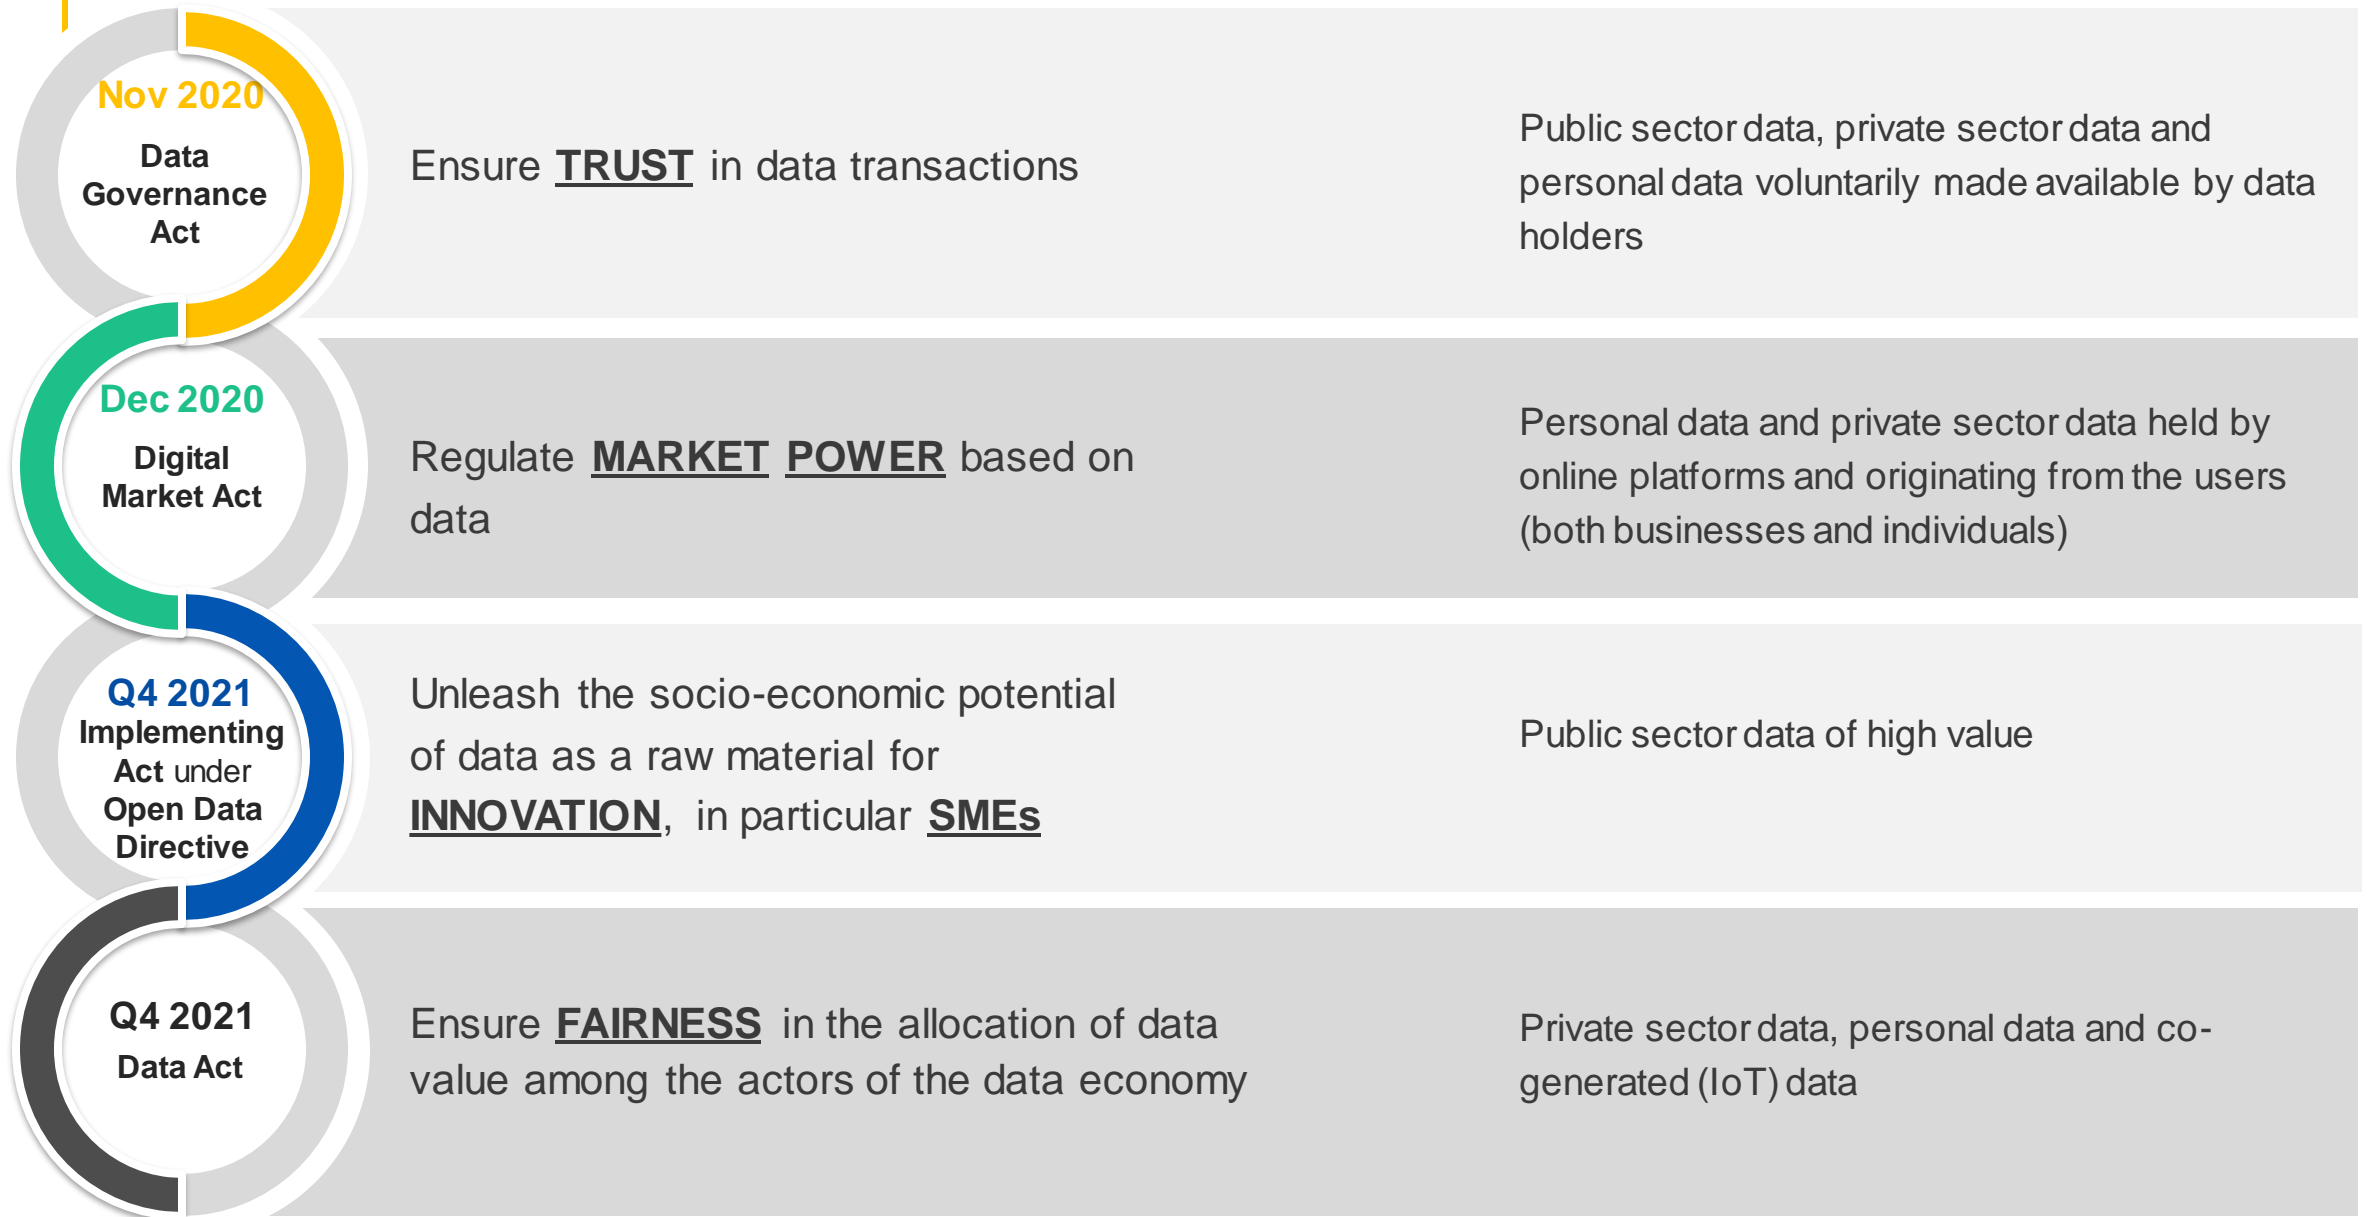 Nov 2020
Data
Governance
Act
Ensure TRUST in data transactions
Public sector data, private sector data and
personal data voluntarily made available by data
holders
Dec 2020
Digital
Market Act
Regulate MARKET POWER based on
data
Personal data and private sector data held by
online platforms and originating from the users
(both businesses and individuals)
Q4 2021
Implementing
Act under
Open Data
Directive
Unleash the socio-economic potential
of data as a raw material for
INNOVATION, in particular SMEs
Public sector data of high value
Q4 2021
Data Act
Ensure FAIRNESS in the allocation of data
value among the actors of the data economy
Private sector data, personal data and co-
generated (IoT) data